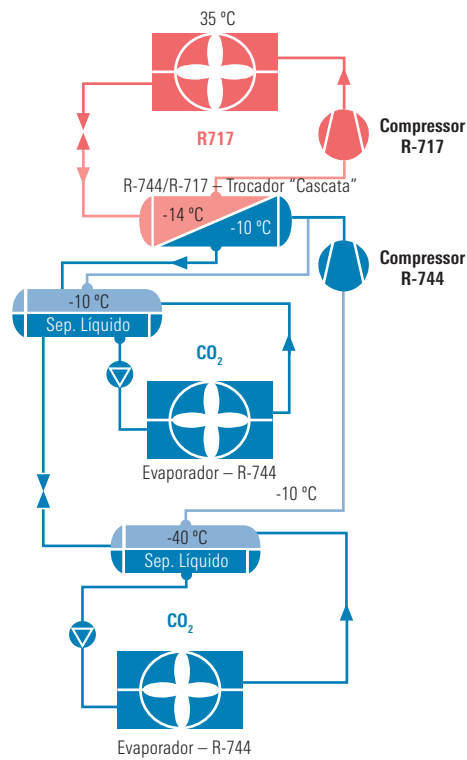 35 ºC
R717
Compressor
R-717
R-744/R-717 – Trocador “Cascata”
-14 ºC
-10 ºC
Compressor
R-744
-10 ºC
Sep. Líquido
CO2
Evaporador – R-744
-10 ºC
-40 ºC
Sep. Líquido
CO2
Evaporador – R-744